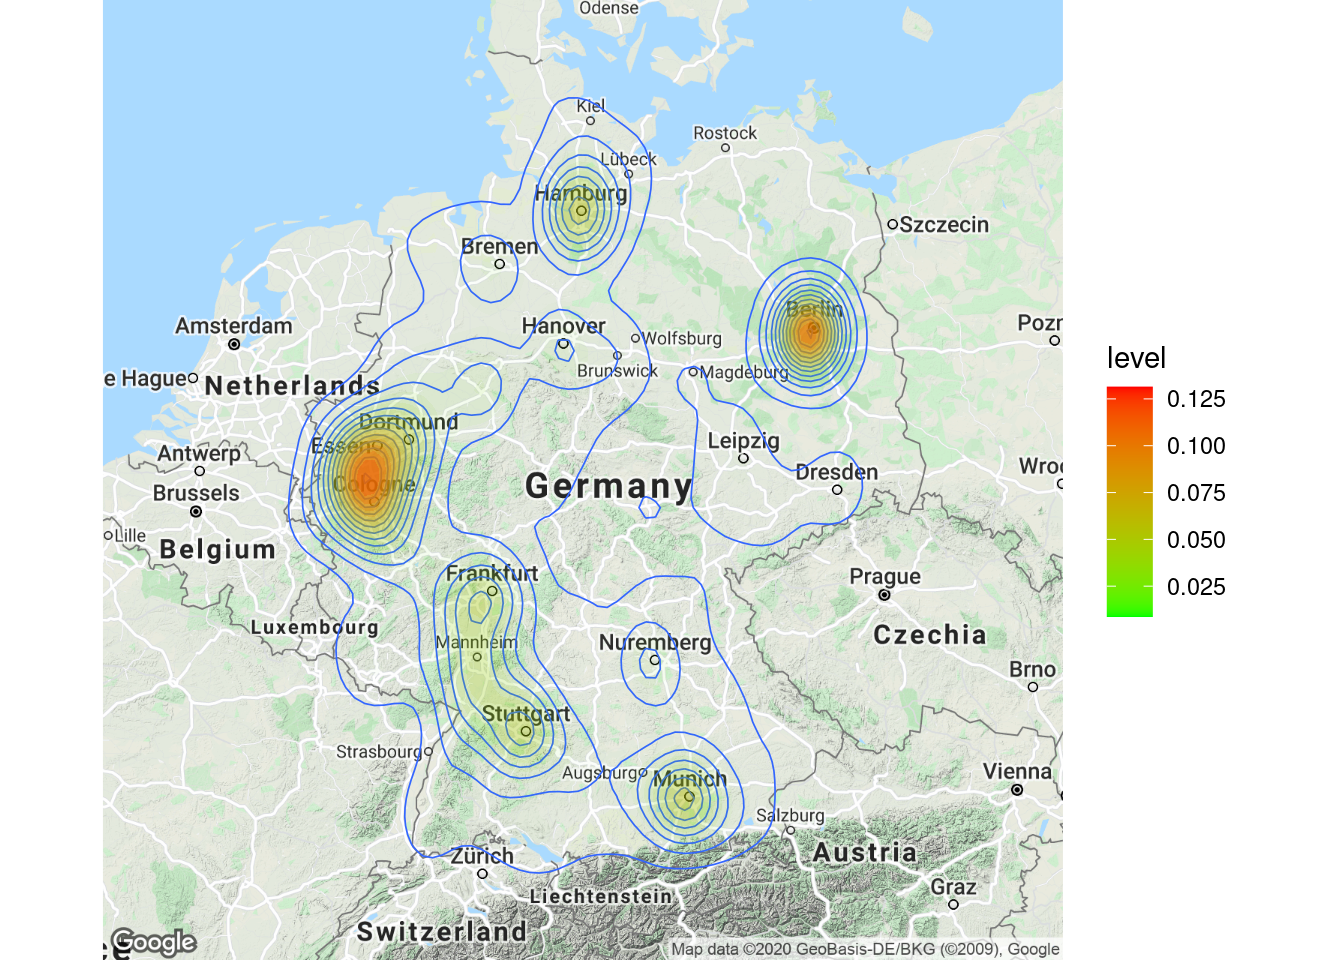 Odense
Kiel
Rostock
Lübeck
Hamburg
Szczecin
Bremen
Berlin
Amsterdam
Hanover
Wolfsburg
Pozr
Brunswick
Magdeburg
e Hague
Netherlands
Dortmund
Essen
Leipzig
Antwerp
Dresden
Wroc
Brussels
Cologne
Germany
Lille
Belgium
Frankfurt
Prague
Luxembourg
Czechia
Mannheim
Nuremberg
Brno
Stuttgart
Strasbourg
Augsburg
Munich
Vienna
Salzburg
Zürich
Austria
Liechtenstein
Graz
Switzerland
ce
Google
Map data ©2020 GeoBasis-DE/BKG (©2009), Google
level
0.125
0.100
0.075
0.050
0.025